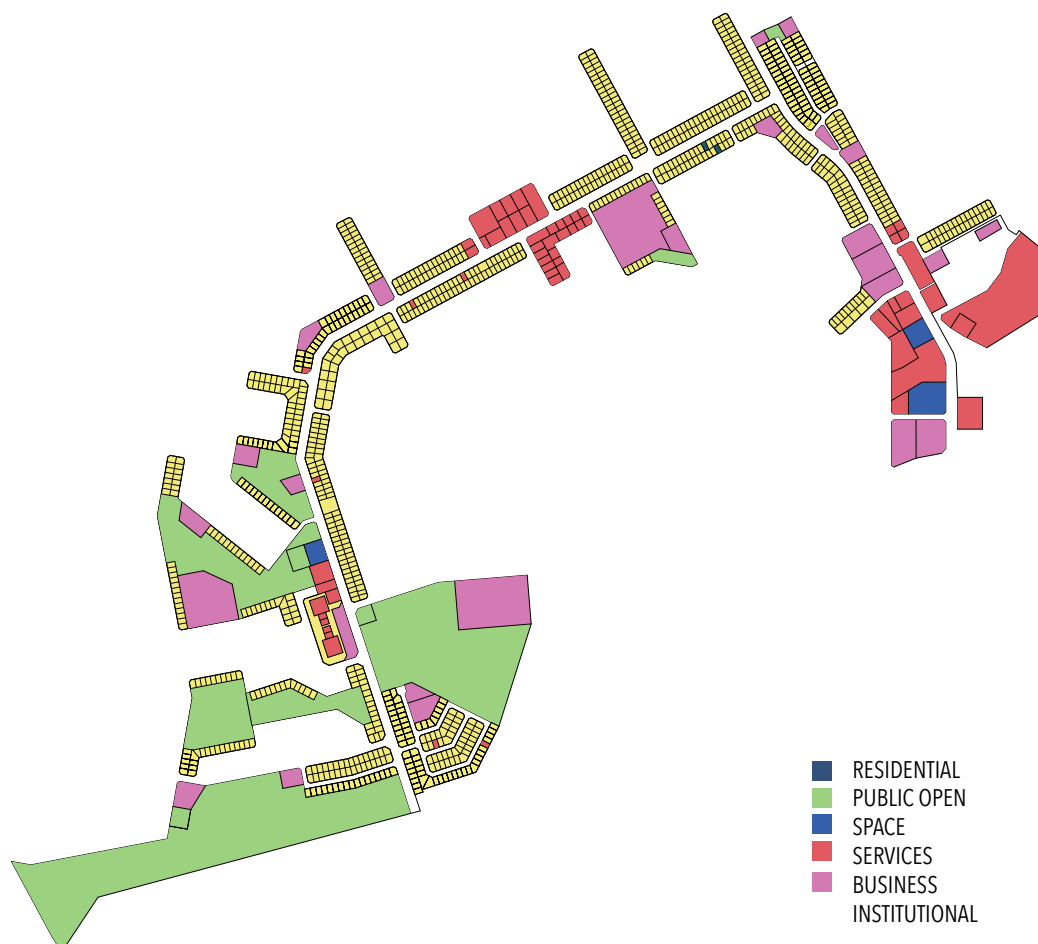 RESIDENTIAL
PUBLIC OPEN
SPACE
SERVICES
BUSINESS
INSTITUTIONAL